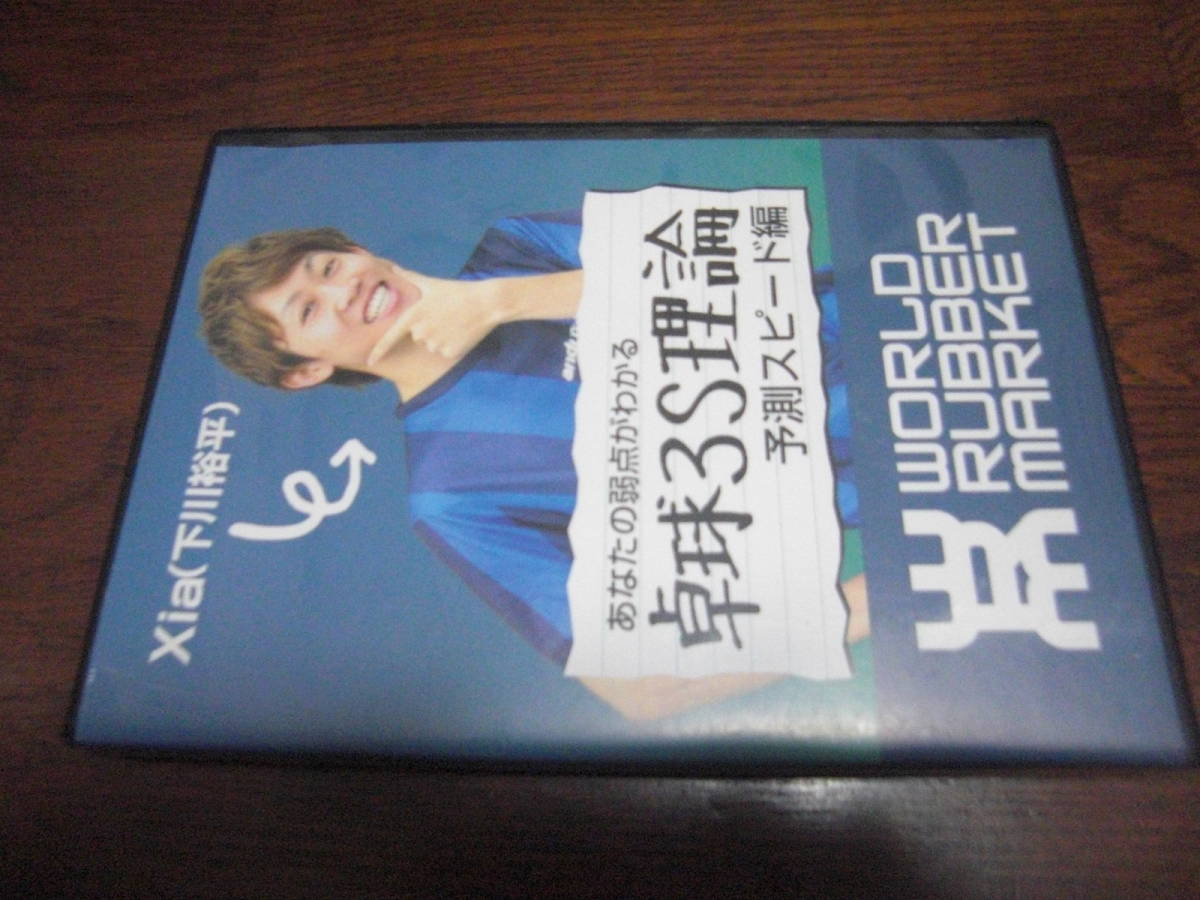 Xia(下川裕平)
あなたの弱点がわかる
卓球3S理論
予測スピード編
WORLD
RUBBER
MARKET